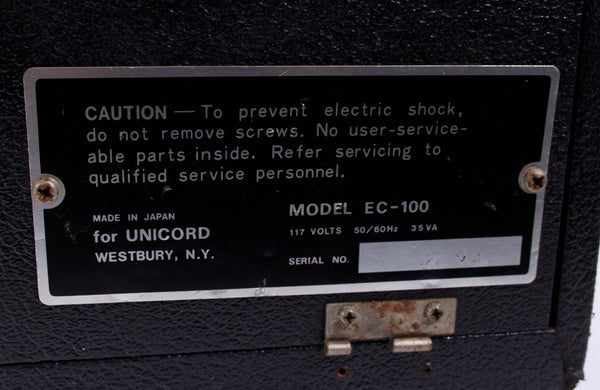 CAUTION — To prevent electric shock,
do not remove screws. No user-service-
able parts inside. Refer servicing to
qualified service personnel.
MADE IN JAPAN
for UNICORD
WESTBURY, N.Y.
MODEL EC-100
117 VOLTS 50/60Hz 35VA
SERIAL NO.